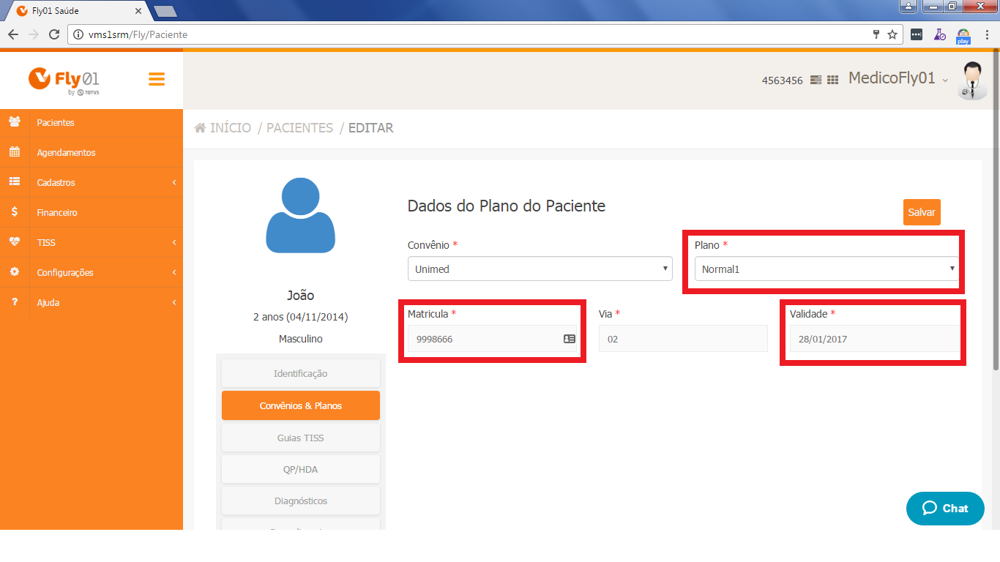 Fly01 Saúde
vms1srm/Fly/Paciente
play
Fly01
by TOTVS
4563456
MedicoFly01
Pacientes
Agendamentos
Cadastros
Financeiro
TISS
Configurações
Ajuda
INÍCIO / PACIENTES / EDITAR
João
2 anos (04/11/2014)
Masculino
Identificação
Convênios & Planos
Guias TISS
QP/HDA
Diagnósticos
Dados do Plano do Paciente
Salvar
Convênio *
Plano *
Unimed
Normal1
Matricula *
Via *
Validade *
9998666
02
28/01/2017
Chat